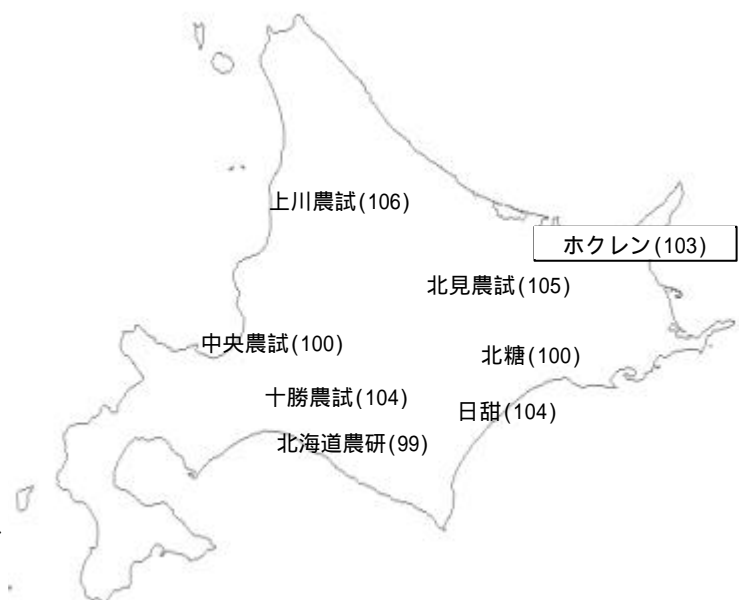 上川農試(106)
ホクレン(103)
北見農試(105)
中央農試(100)
北糖(100)
十勝農試(104)
日甜(104)
北海道農研(99)